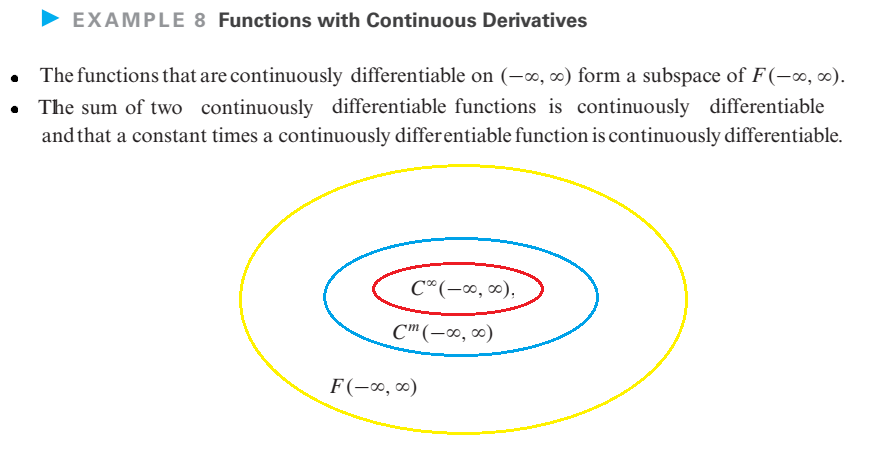 ▶ EXAMPLE 8 Functions with Continuous Derivatives
• The functions that are continuously differentiable on (−∞, ∞) form a subspace of F(−∞, ∞).
• The sum of two continuously differentiable functions is continuously differentiable
and that a constant times a continuously differentiable function is continuously differentiable.
C^∞(−∞, ∞),
C^m(−∞, ∞)
F(−∞, ∞)